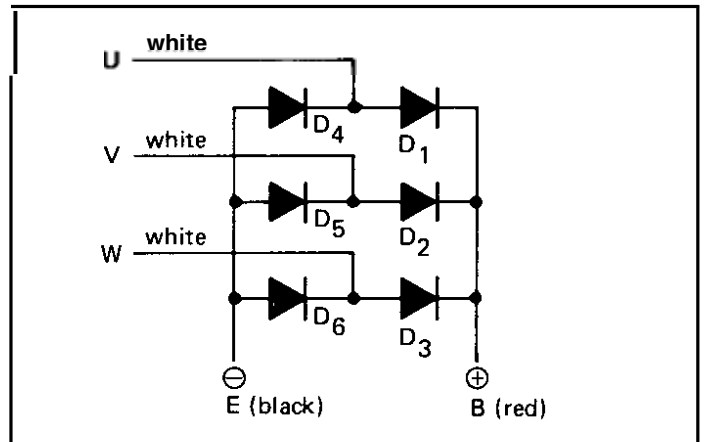 U white
D4 D1
V white
D5 D2
W white
D6 D3
⊖ ⊕
E (black) B (red)